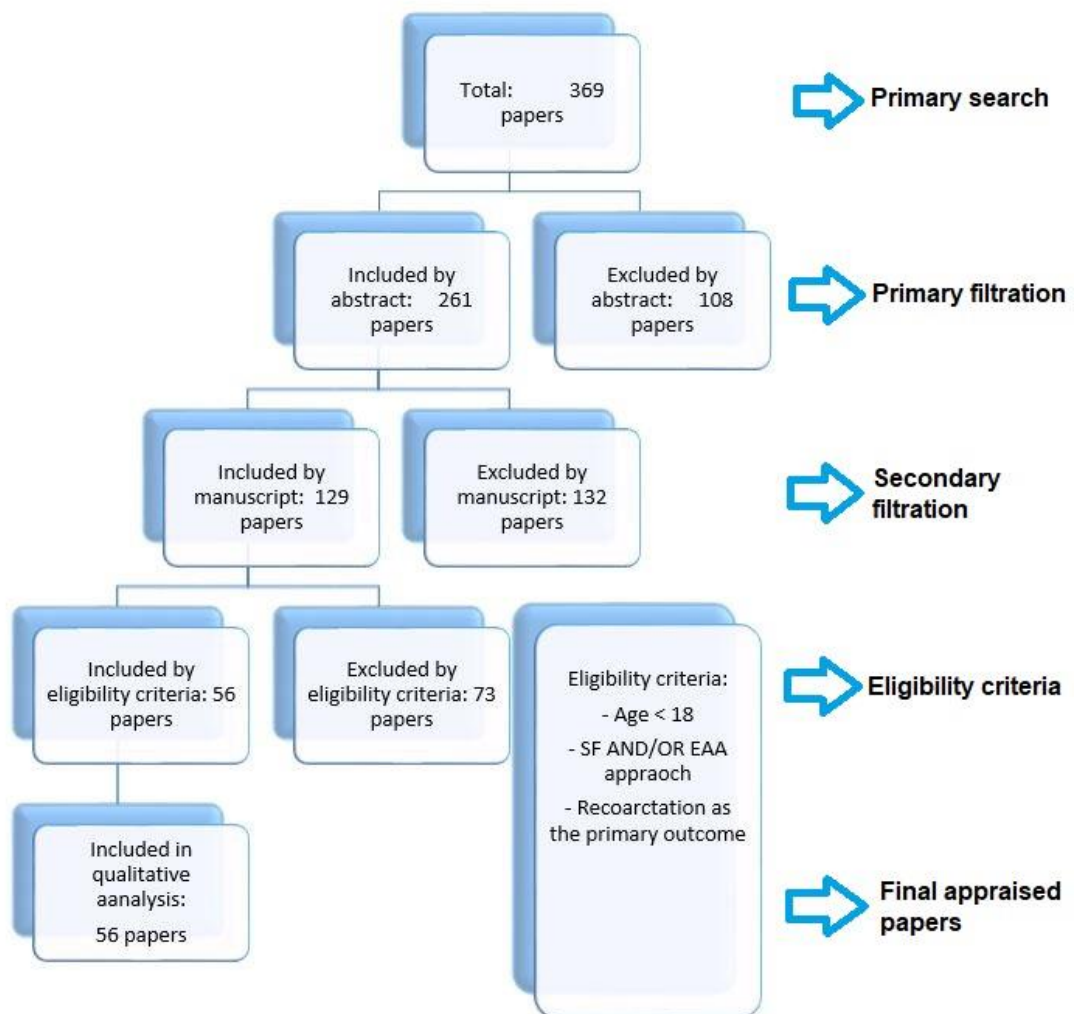 Total: 369
papers
Primary search
Included by
abstract: 261
papers
Excluded by
abstract: 108
papers
Primary filtration
Included by
manuscript: 129
papers
Excluded by
manuscript: 132
papers
Secondary
filtration
Included by
eligibility criteria: 56
papers
Excluded by
eligibility criteria: 73
papers
Eligibility criteria:
- Age < 18
- SF AND/OR EAA
appraoch
- Recoarctation as
the primary outcome
Eligibility criteria
Included in
qualitative
aanalysis:
56 papers
Final appraised
papers